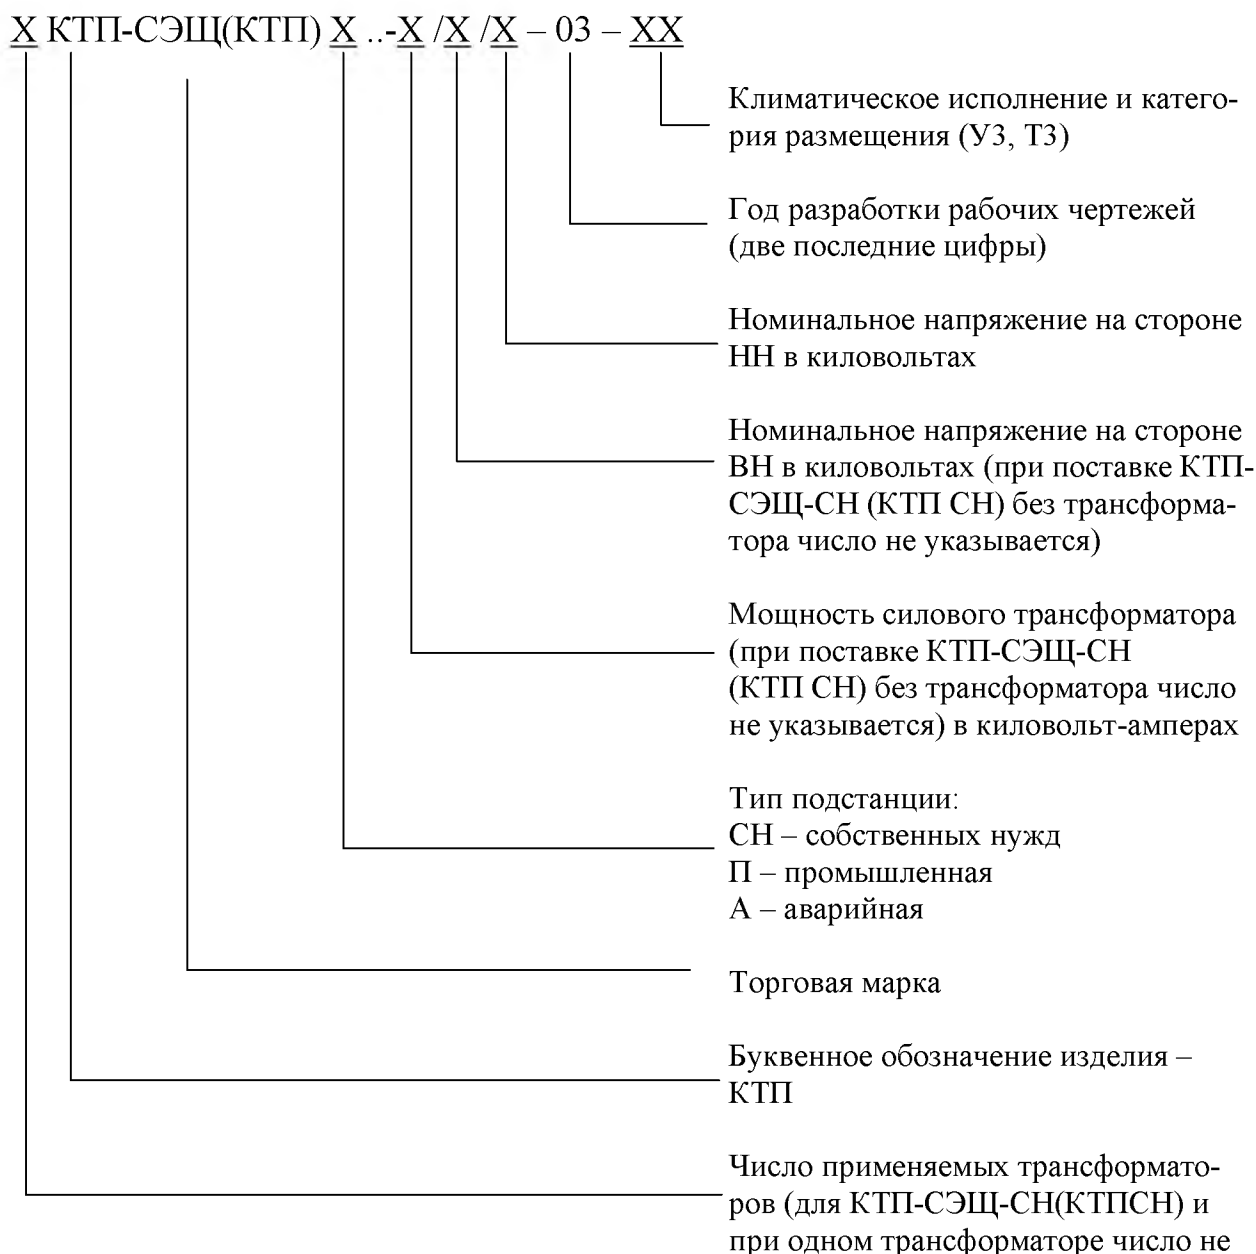 Х КТП-СЭЩ(КТП) Х ..-Х /Х /Х – 03 – ХХ
Климатическое исполнение и катего-
рия размещения (У3, Т3)
Год разработки рабочих чертежей
(две последние цифры)
Номинальное напряжение на стороне
НН в киловольтах
Номинальное напряжение на стороне
ВН в киловольтах (при поставке КТП-
СЭЩ-СН (КТП СН) без трансформа-
тора число не указывается)
Мощность силового трансформатора
(при поставке КТП-СЭЩ-СН
(КТП СН) без трансформатора число
не указывается) в киловольт-амперах
Тип подстанции:
СН – собственных нужд
П – промышленная
А – аварийная
Торговая марка
Буквенное обозначение изделия –
КТП
Число применяемых трансформато-
ров (для КТП-СЭЩ-СН(КТПСН) и
при одном трансформаторе число не